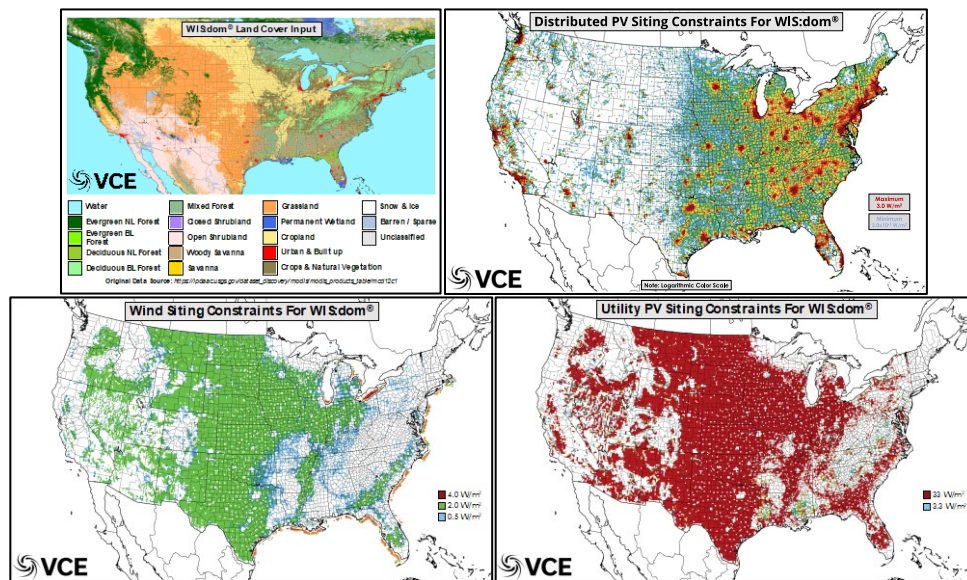 WIS:dom® Land Cover Input
VCE
Water
Evergreen NL Forest
Evergreen BL Forest
Deciduous NL Forest
Deciduous BL Forest
Mixed Forest
Closed Shrubland
Open Shrubland
Woody Savanna
Savanna
Grassland
Permanent Wetland
Cropland
Urban & Built up
Crops & Natural Vegetation
Snow & Ice
Barren / Sparse
Unclassified
Original Data Source:
Distributed PV Siting Constraints For WIS:dom®
Maximum
3.0 W/m²
Minimum
VCE
Note: Logarithmic Color Scale
Wind Siting Constraints For WIS:dom®
4.0 W/m²
2.0 W/m²
0.5 W/m²
VCE
Utility PV Siting Constraints For WIS:dom®
33 W/m²
3.3 W/m²
VCE